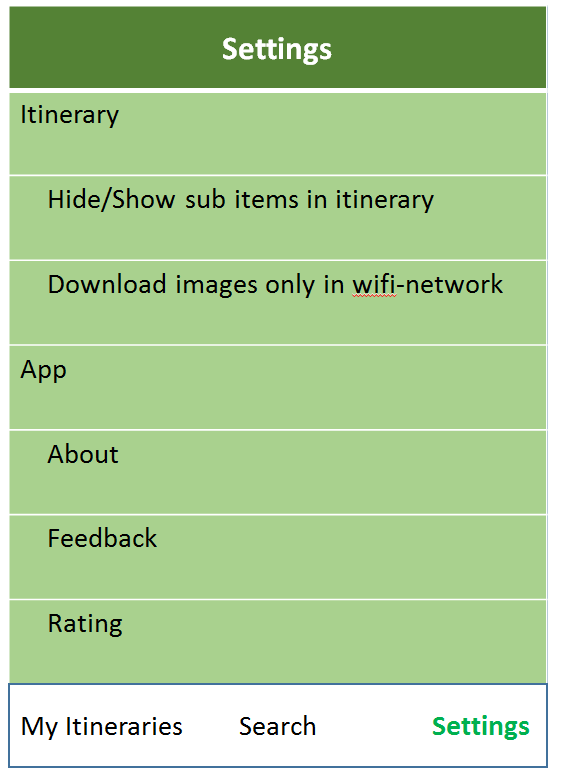 Settings
Itinerary
Hide/Show sub items in itinerary
Download images only in wifi-network
App
About
Feedback
Rating
My Itineraries Search Settings